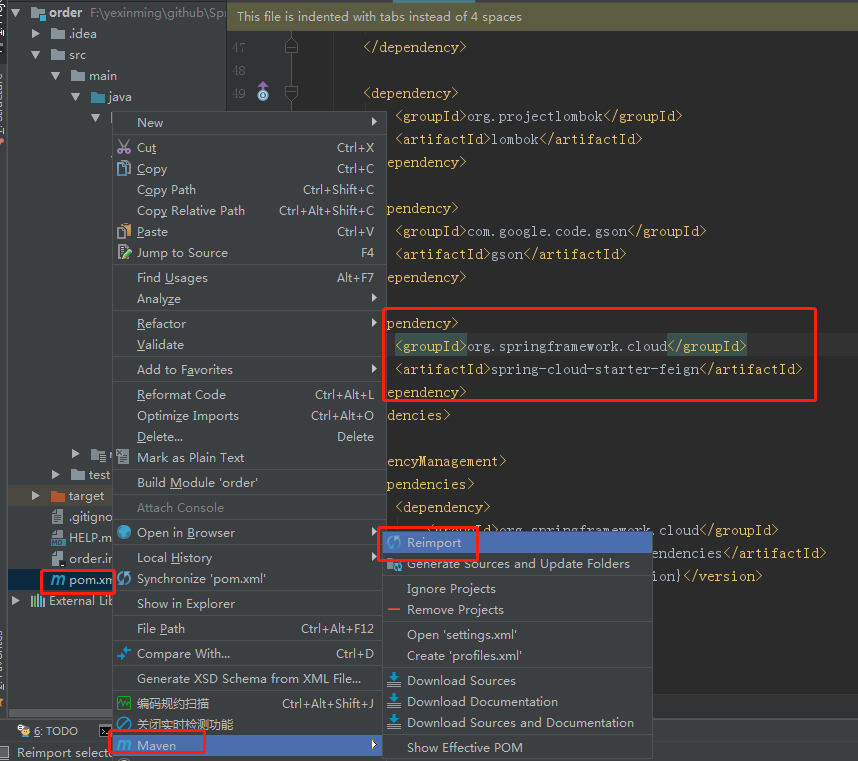 order F:\yexinming\github\Spr
This file is indented with tabs instead of 4 spaces
.idea
src
main
java
47 </dependency>
48
49 <dependency>
<groupId>org.projectlombok</groupId>
<artifactId>lombok</artifactId>
ependency>
pendency>
<groupId>com.google.code.gson</groupId>
<artifactId>gson</artifactId>
ependency>
pendency>
<groupId>org.springframework.cloud</groupId>
<artifactId>spring-cloud-starter-feign</artifactId>
ependency>
dencies>
encyManagement>
pendencies>
<dependency>
org.springframework.cloud</groupId>
pendencies</artifactId>
ion}</version>
New
Cut Ctrl+X
Copy Ctrl+C
Copy Path Ctrl+Shift+C
Copy Relative Path Ctrl+Alt+Shift+C
Paste Ctrl+V
Jump to Source F4
Find Usages Alt+F7
Analyze
Refactor
Validate
Add to Favorites
Reformat Code Ctrl+Alt+L
Optimize Imports Ctrl+Alt+O
Delete... Delete
Mark as Plain Text
Build Module 'order'
Attach Console
Open in Browser
Local History
Synchronize 'pom.xml'
Show in Explorer
File Path Ctrl+Alt+F12
Compare With... Ctrl+D
Generate XSD Schema from XML File...
编码规约扫描 Ctrl+Alt+Shift+J
关闭实时检测功能
Maven
Reimport
Generate Sources and Update Folders
Ignore Projects
Remove Projects
Open 'settings.xml'
Create 'profiles.xml'
Download Sources
Download Documentation
Download Sources and Documentation
Show Effective POM
test
target
.gitigno
HELP.m
order.im
pom.xm
External Lib
6: TODO
Reimport selecte